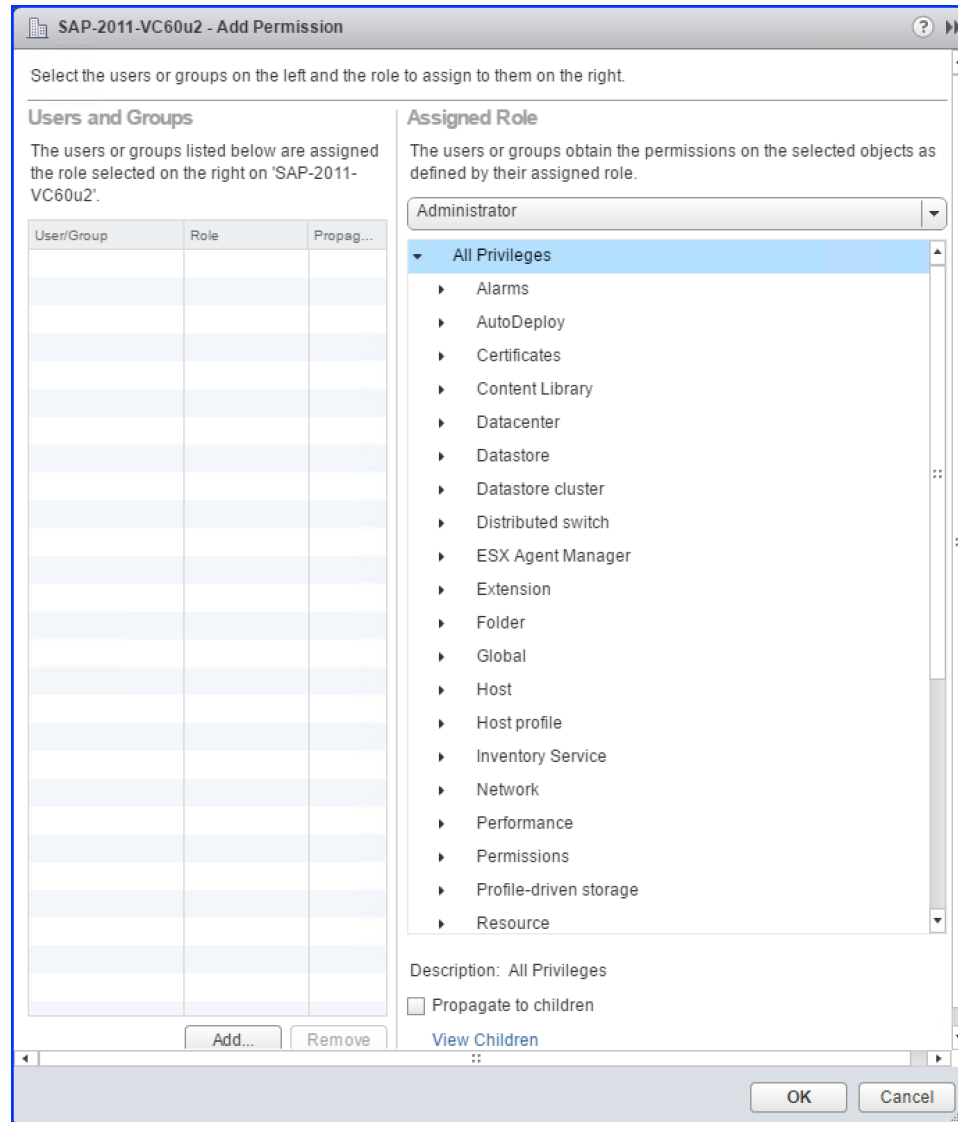 SAP-2011-VC60u2 - Add Permission
?
Select the users or groups on the left and the role to assign to them on the right.
Users and Groups
The users or groups listed below are assigned
the role selected on the right on 'SAP-2011-
VC60u2'.
User/Group Role Propag...
Add... Remove
Assigned Role
The users or groups obtain the permissions on the selected objects as
defined by their assigned role.
Administrator
All Privileges
Alarms
AutoDeploy
Certificates
Content Library
Datacenter
Datastore
Datastore cluster
Distributed switch
ESX Agent Manager
Extension
Folder
Global
Host
Host profile
Inventory Service
Network
Performance
Permissions
Profile-driven storage
Resource
Description: All Privileges
Propagate to children
View Children
OK Cancel